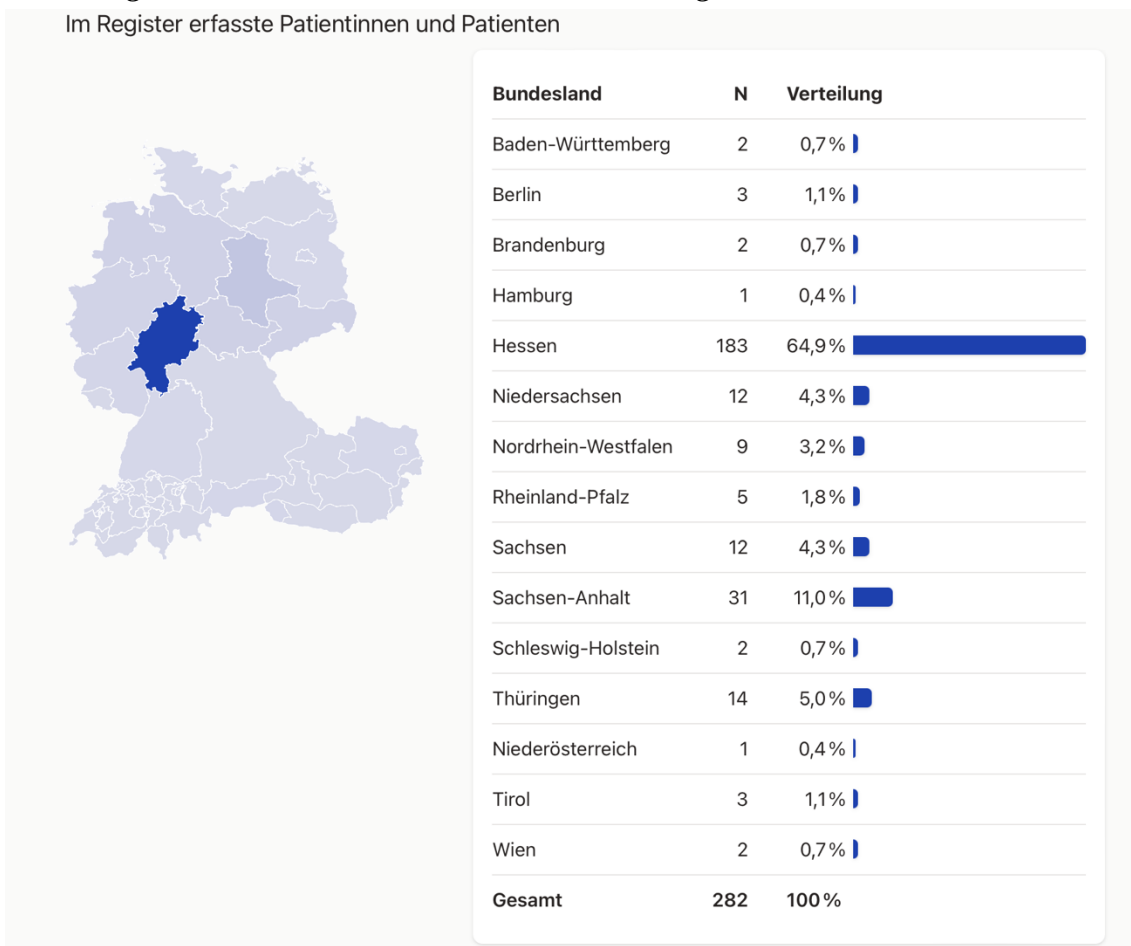 Im Register erfasste Patientinnen und Patienten
Bundesland N Verteilung
Baden-Württemberg 2 0,7 %
Berlin 3 1,1 %
Brandenburg 2 0,7 %
Hamburg 1 0,4 %
Hessen 183 64,9 %
Niedersachsen 12 4,3 %
Nordrhein-Westfalen 9 3,2 %
Rheinland-Pfalz 5 1,8 %
Sachsen 12 4,3 %
Sachsen-Anhalt 31 11,0 %
Schleswig-Holstein 2 0,7 %
Thüringen 14 5,0 %
Niederösterreich 1 0,4 %
Tirol 3 1,1 %
Wien 2 0,7 %
Gesamt 282 100 %